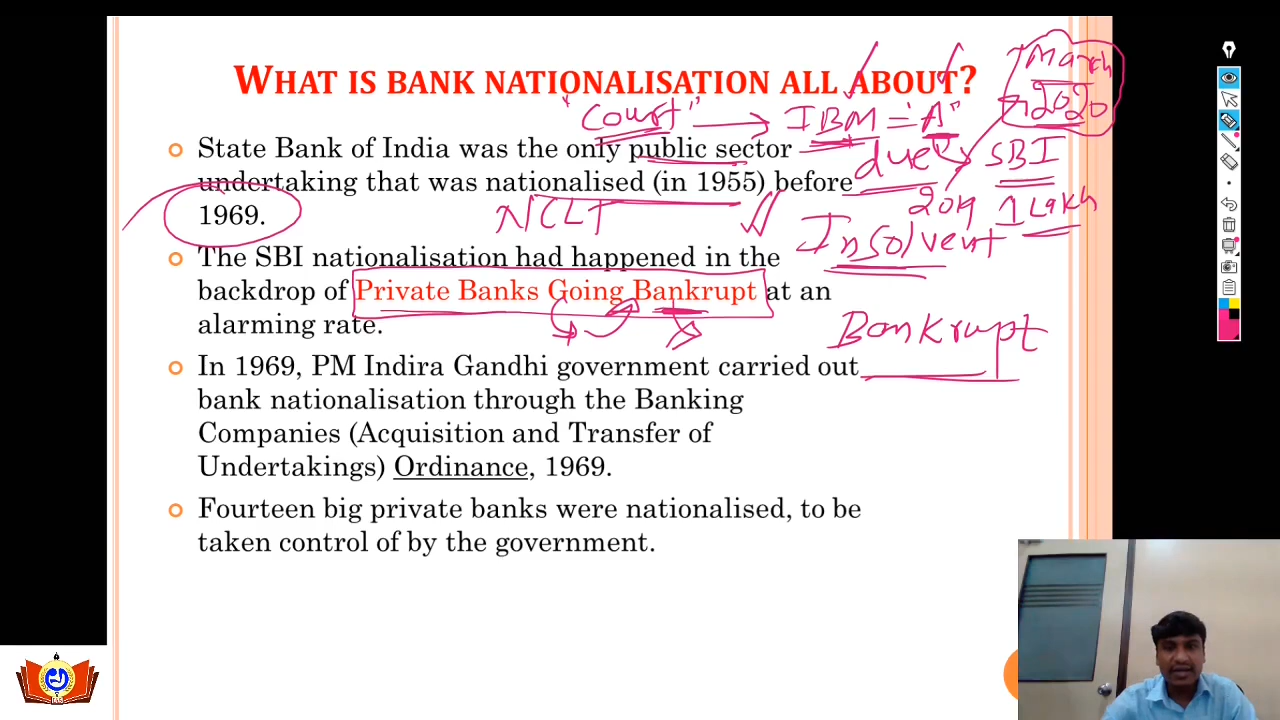 WHAT IS BANK NATIONALISATION ALL ABOUT?
March
2020
"Court" → IBM = "A"
State Bank of India was the only public sector
due SBI
undertaking that was nationalised (in 1955) before
2019 1 Lakh
1969.
NCLT
Insolvent
The SBI nationalisation had happened in the
backdrop of Private Banks Going Bankrupt at an
alarming rate.
Bankrupt
In 1969, PM Indira Gandhi government carried out
bank nationalisation through the Banking
Companies (Acquisition and Transfer of
Undertakings) Ordinance, 1969.
Fourteen big private banks were nationalised, to be
taken control of by the government.